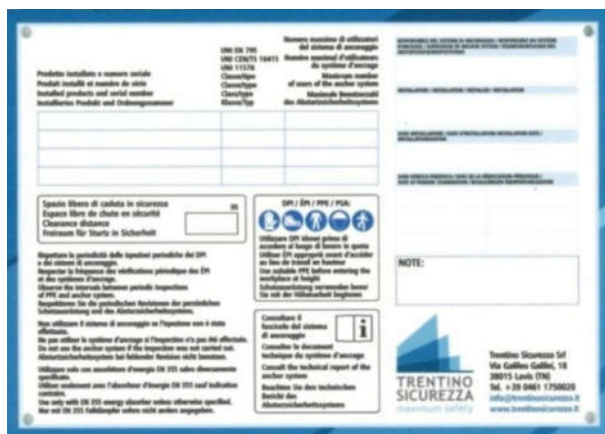 UNI EN 795
UNI CEN/TS 16415
UNI 11578
Classe/tipo
Classe/type
Class/type
Klasse/Typ
Numero massimo di utilizzatori
del sistema di ancoraggio
Numéro maximal d'utilisateurs
du système d'ancrage
Maximum number
of users of the anchor system
Maximale Benutzerzahl
des Absturzsicherheitssystems
Prodotto installato e numero seriale
Produit installé et numéro de série
Installed products and serial number
Installiertes Produkt und Ordnungsnummer
Spazio libero di caduta in sicurezza
Espace libre de chute en sécurité
Clearance distance
Freiraum für Sturtz in Sicherheit
m
Rispettare la periodicità delle ispezioni periodiche dei DPI
e dei sistemi di ancoraggio.
Respecter la fréquence des vérifications périodique des ÉPI
et des systèmes d'ancrage.
Observe the intervals between periodic inspections
of PPE and anchor system.
Respektieren Sie die periodischen Revisionen der persönlichen
Schutzausrüstung und des Absturzsicherheitssystems.
Non utilizzare il sistema di ancoraggio se l'ispezione non è stata
effettuata.
Ne pas utiliser le système d'ancrage si l'inspection n'a pas été effectuée.
Do not use the anchor system if the inspection was not carried out.
Absturzsicherheitssystem bei fehlender Revision nicht benutzen.
Utilizzare solo con assorbitore d'energia EN 355 salvo diversamente
specificato.
Utiliser seulement avec l'absorbeur d'énergie EN 355 sauf indication
contraire.
Use only with EN 355 energy absorber unless otherwise specified.
Nur mit EN 355 Falldämpfer sofern nicht anders angegeben.
DPI / ÉPI / PPE / PSA:
Utilizzare DPI idonei prima di
accedere al luogo di lavoro in quota
Utiliser ÉPI approprié avant d'accéder
au lieu de travail en hauteur
Use suitable PPE before entering the
workplace at height
Schutzausrüstung verwenden bevor
Sie mit der Höhenarbeit beginnen
Consultare il
fascicolo del sistema
di ancoraggio
Consulter le document
technique du système d'ancrage
Consult the technical report of the
anchor system
Beachten Sie den technischen
Bericht des
Absturzsicherheitssystems
i
INSTALLATORE / INSTALLATEUR / INSTALLER / INSTALLATEUR
NOTE:
TRENTINO
SICUREZZA
maximum safety
Trentino Sicurezza Srl
Via Galileo Galilei, 18
38015 Lavis (TN)
Tel. +39 0461 1750020
info@trentinosicurezza.it
www.trentinosicurezza.it